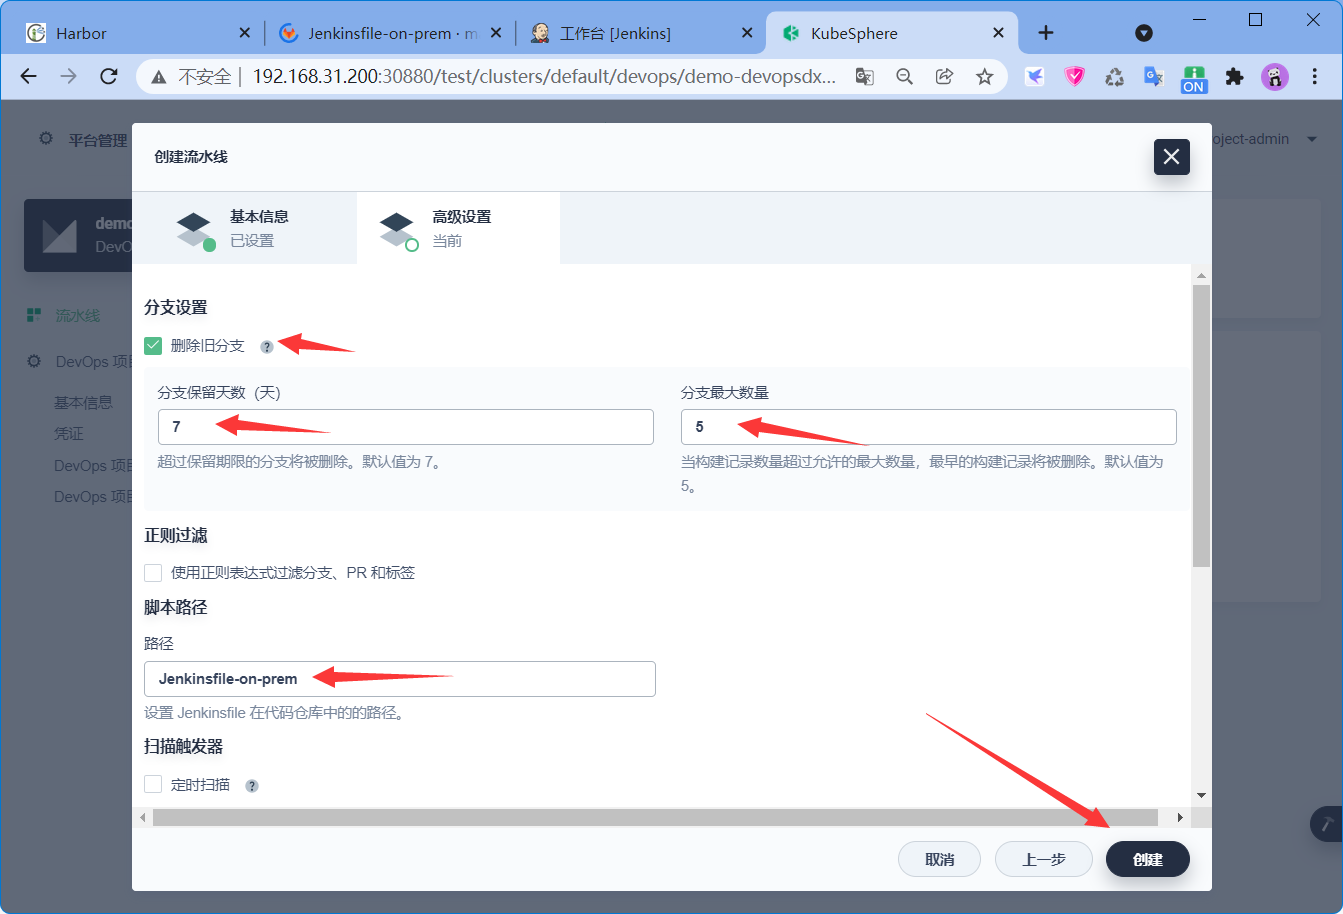 Harbor
Jenkinsfile-on-prem · m
工作台 [Jenkins]
KubeSphere
不安全
192.168.31.200:30880/test/clusters/default/devops/demo-devopsdx...
ON
平台管理
oject-admin
创建流水线
demo
DevO
基本信息
已设置
高级设置
当前
流水线
DevOps 项目
基本信息
凭证
DevOps 项目
DevOps 项目
分支设置
删除旧分支
?
分支保留天数（天）
7
超过保留期限的分支将被删除。默认值为 7。
分支最大数量
5
当构建记录数量超过允许的最大数量，最早的构建记录将被删除。默认值为
5。
正则过滤
使用正则表达式过滤分支、PR 和标签
脚本路径
路径
Jenkinsfile-on-prem
设置 Jenkinsfile 在代码仓库中的的路径。
扫描触发器
定时扫描
?
取消
上一步
创建